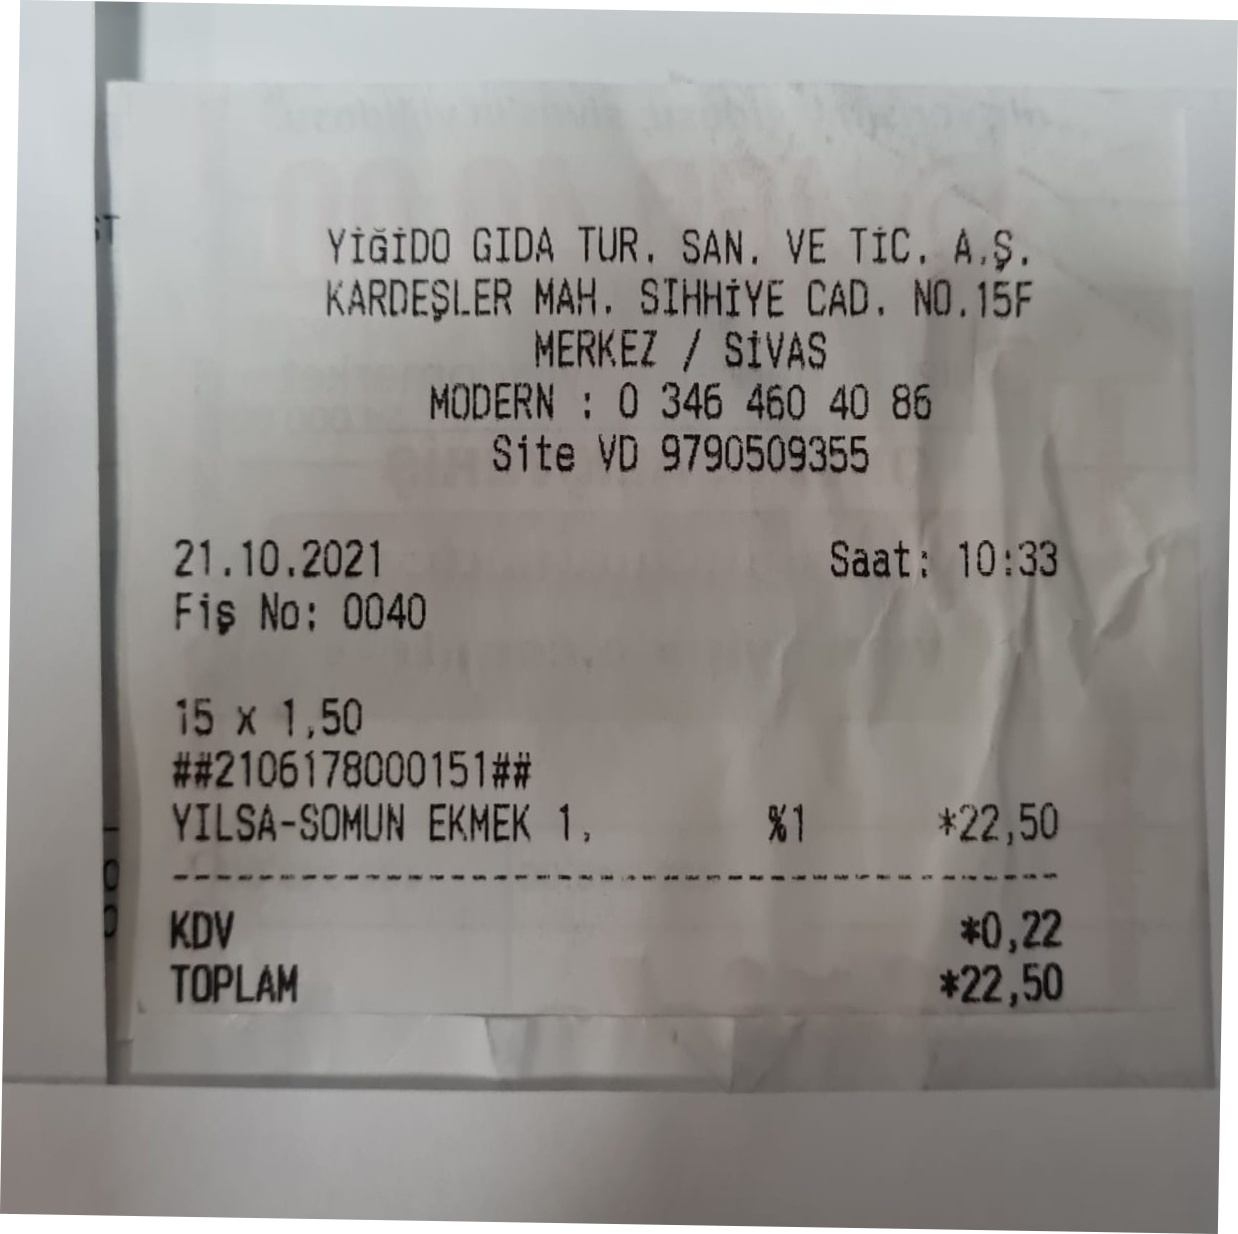 YİĞİDO GIDA TUR. SAN. VE TİC. A.Ş.
KARDEŞLER MAH. SIHHİYE CAD. NO.15F
MERKEZ / SİVAS
MODERN : 0 346 460 40 86
Site VD 9790509355
21.10.2021 Saat: 10:33
Fiş No: 0040
15 x 1,50
##2106178000151##
YILSA-SOMUN EKMEK 1, %1 *22,50
KDV *0,22
TOPLAM *22,50